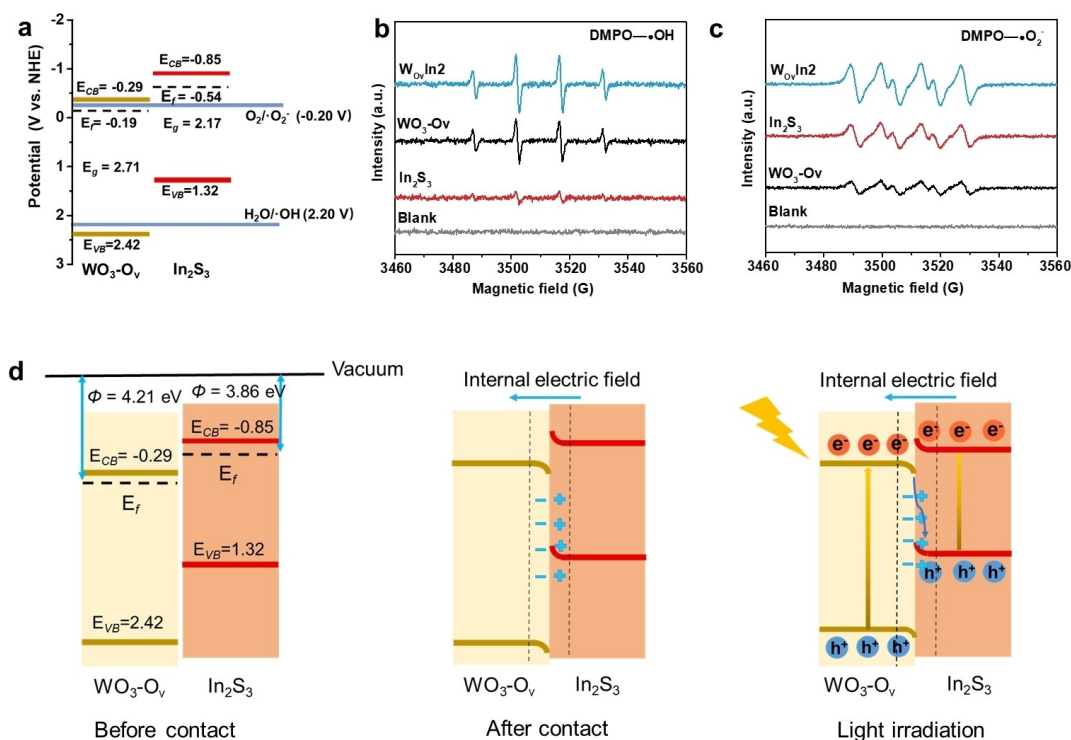 a
Potential (V vs. NHE)
-2
-1
0
1
2
3
E_CB= -0.29
E_f= -0.19
E_g = 2.71
E_VB=2.42
E_CB=-0.85
E_f= -0.54
E_g = 2.17
E_VB=1.32
O₂/·O₂⁻ (-0.20 V)
H₂O/·OH (2.20 V)
WO₃-Oᵥ In₂S₃
b
DMPO—•OH
Intensity (a.u.)
W_OvIn2
WO₃-Ov
In₂S₃
Blank
3460 3480 3500 3520 3540 3560
Magnetic field (G)
c
DMPO—•O₂⁻
Intensity (a.u.)
W_OvIn2
In₂S₃
WO₃-Ov
Blank
3460 3480 3500 3520 3540 3560
Magnetic field (G)
d
Vacuum
Φ = 4.21 eV
Φ = 3.86 eV
E_CB= -0.29
E_f
E_VB=2.42
E_CB= -0.85
E_f
E_VB=1.32
WO₃-Oᵥ In₂S₃
Before contact
Internal electric field
− +
− +
− +
− +
WO₃-Oᵥ In₂S₃
After contact
Internal electric field
e⁻ e⁻ e⁻ e⁻ e⁻ e⁻
− +
− +
− +
− +
h⁺ h⁺ h⁺
h⁺ h⁺ h⁺
WO₃-Oᵥ In₂S₃
Light irradiation